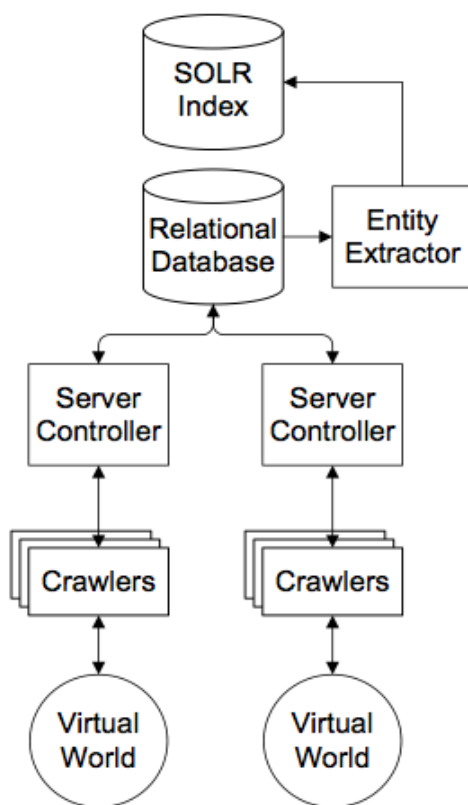 SOLR
Index
Relational
Database
Entity
Extractor
Server
Controller
Server
Controller
Crawlers
Crawlers
Virtual
World
Virtual
World